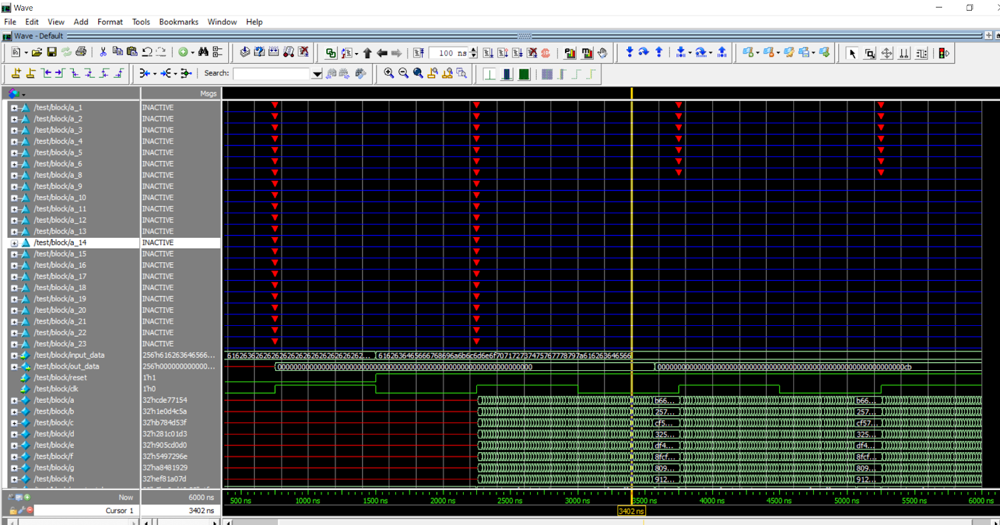 Wave
File Edit View Add Format Tools Bookmarks Window Help
Wave - Default
100 ns
Search:
Msgs
/test/block/a_1 INACTIVE
/test/block/a_2 INACTIVE
/test/block/a_3 INACTIVE
/test/block/a_4 INACTIVE
/test/block/a_5 INACTIVE
/test/block/a_6 INACTIVE
/test/block/a_8 INACTIVE
/test/block/a_9 INACTIVE
/test/block/a_10 INACTIVE
/test/block/a_11 INACTIVE
/test/block/a_12 INACTIVE
/test/block/a_13 INACTIVE
/test/block/a_14 INACTIVE
/test/block/a_15 INACTIVE
/test/block/a_16 INACTIVE
/test/block/a_17 INACTIVE
/test/block/a_18 INACTIVE
/test/block/a_19 INACTIVE
/test/block/a_20 INACTIVE
/test/block/a_21 INACTIVE
/test/block/a_22 INACTIVE
/test/block/a_23 INACTIVE
/test/block/input_data 256'h616263646566...
/test/block/out_data 256'h000000000000...
/test/block/reset 1'h1
/test/block/clk 1'h0
/test/block/a 32'hcde77154 b66... b66...
/test/block/b 32'h1e0d4c5a 257... 257...
/test/block/c 32'hb784d53f cf5... cf57...
/test/block/d 32'h281c01d3 325... 325...
/test/block/e 32'h905cd0d0 df4... df4...
/test/block/f 32'h5497296e 8fcf... 8fcf...
/test/block/g 32'ha8481929 809... 809...
/test/block/h 32'hef81a07d 912... 912...
Now 6000 ns 500 ns 1000 ns 1500 ns 2000 ns 2500 ns 3000 ns 3500 ns 4000 ns 4500 ns 5000 ns 5500 ns 6000 ns
Cursor 1 3402 ns 3402 ns